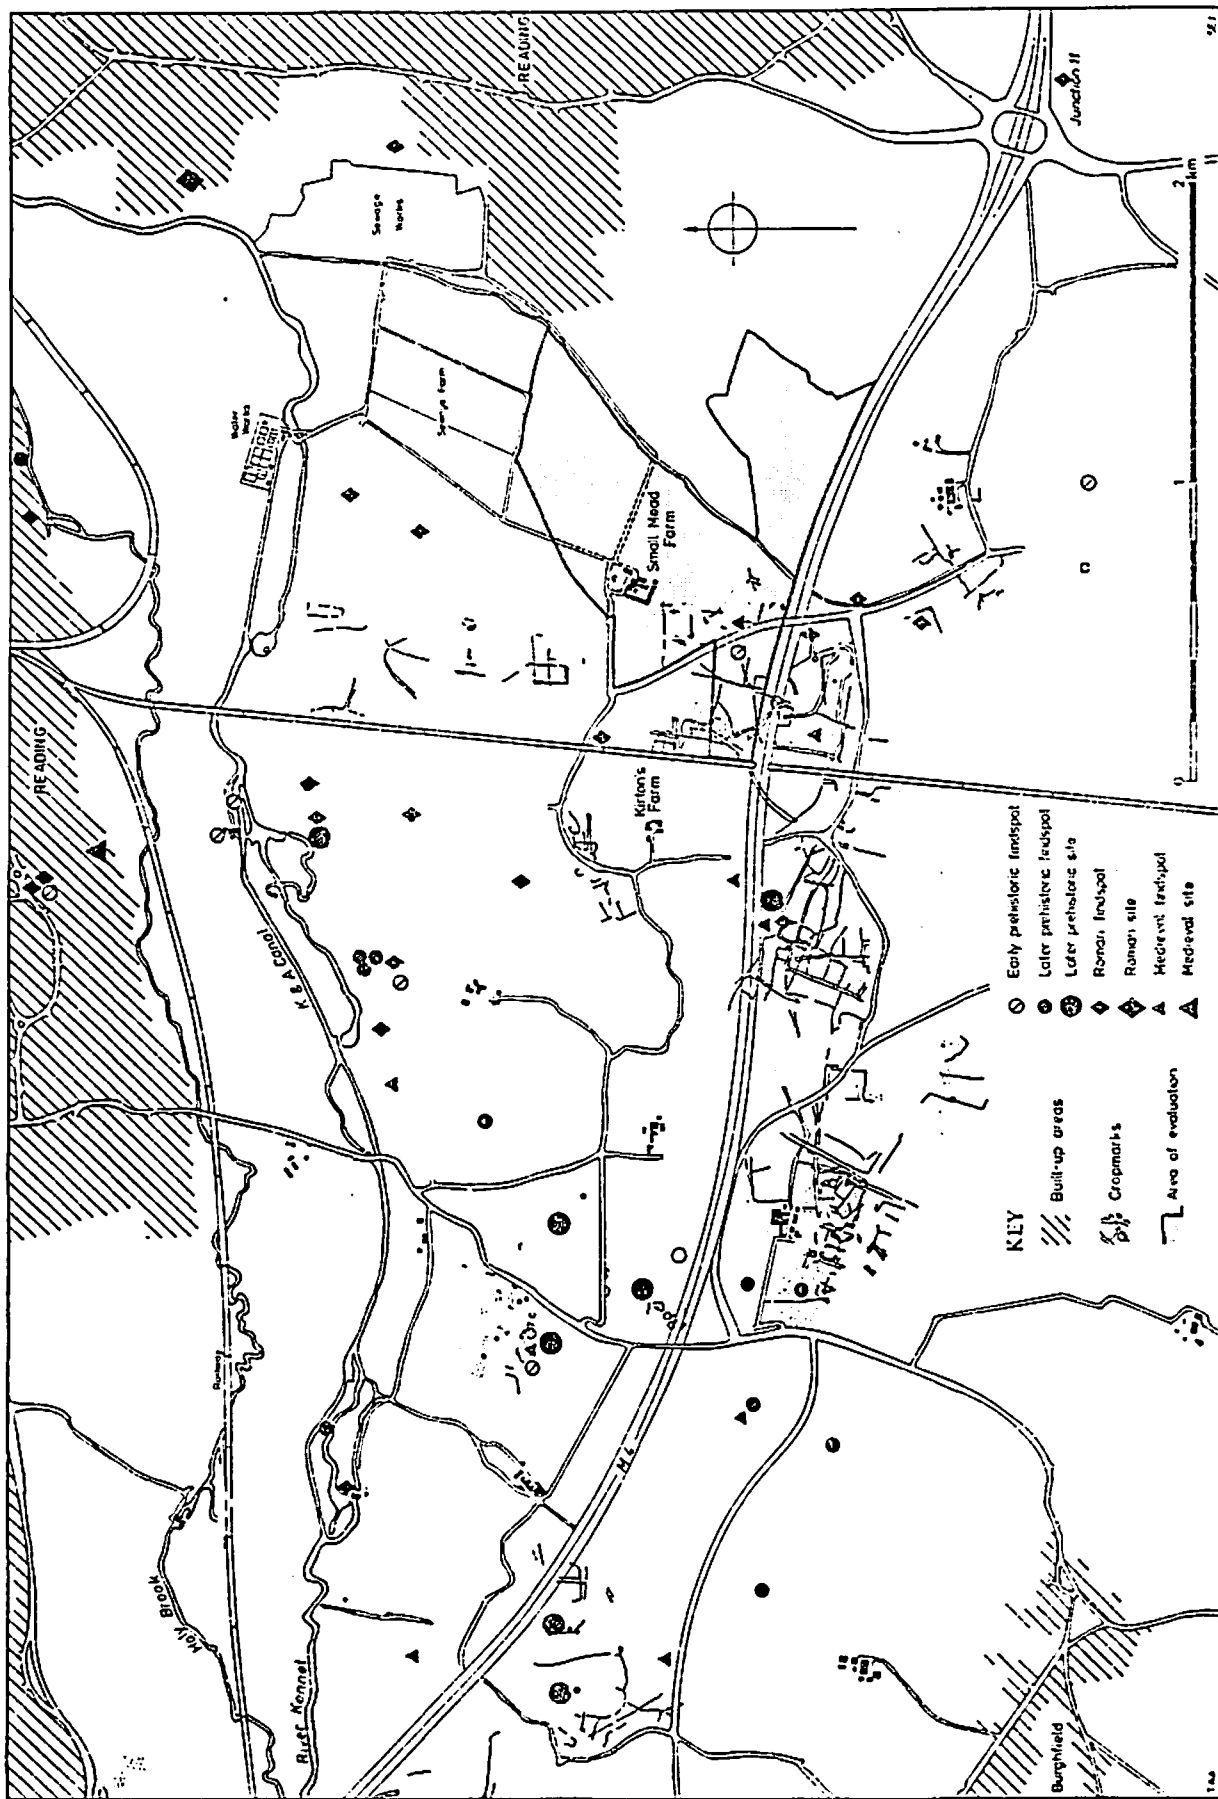 READING
READING
Junction 11
Sewage
Works
Sewage Farm
Water
Works
Small Mead
Farm
Kirton's
Farm
K & A Canal
Holy Brook
River Kennet
M4
Burghfield
0
1
2
km
KEY
Built-up areas
Cropmarks
Area of evaluation
Early prehistoric findspot
Later prehistoric findspot
Later prehistoric site
Roman findspot
Roman site
Medieval findspot
Medieval site